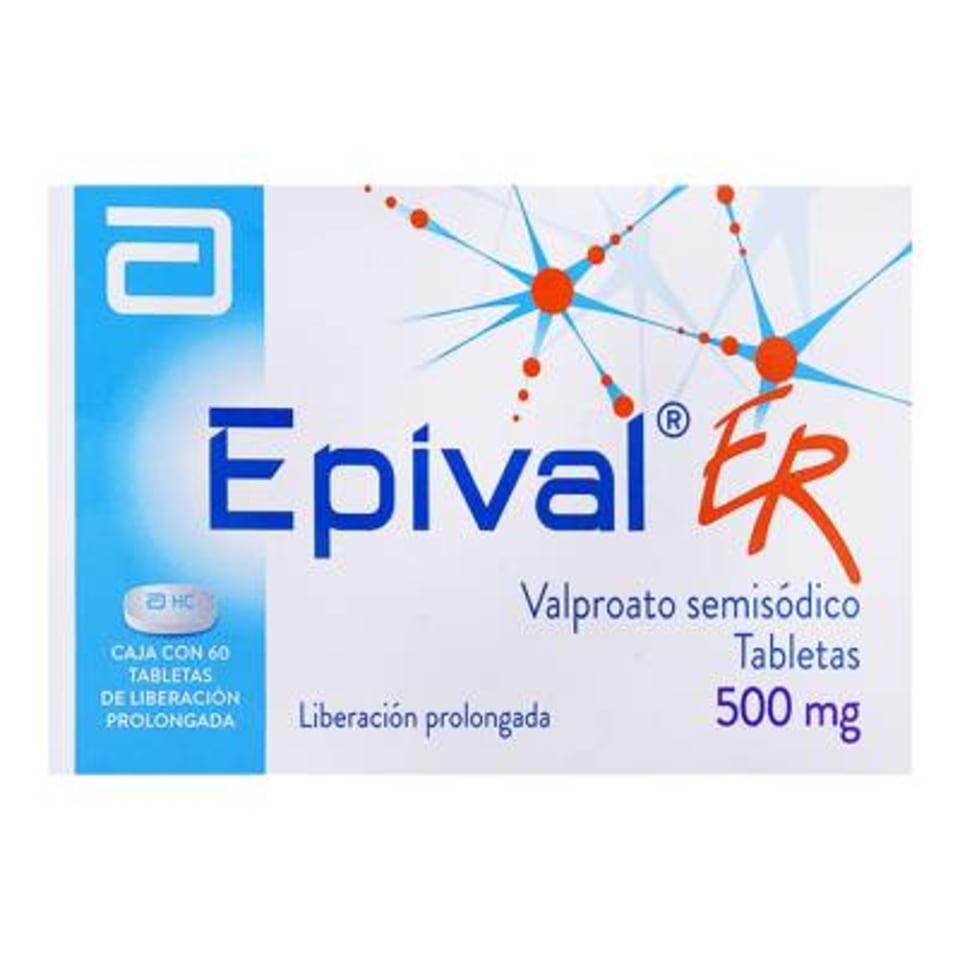 Epival® ER
Valproato semisódico
Tabletas
500 mg
Liberación prolongada
a HC
CAJA CON 60
TABLETAS
DE LIBERACIÓN
PROLONGADA